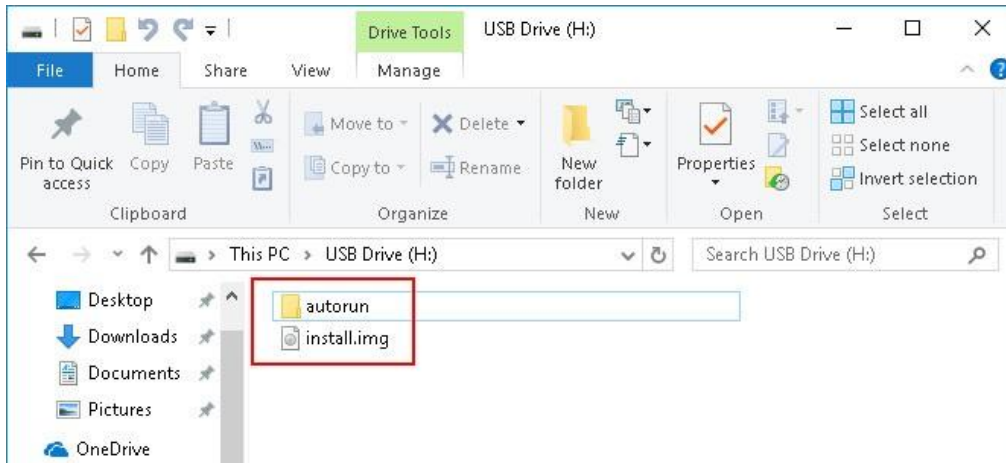 Drive Tools USB Drive (H:)
File Home Share View Manage
Pin to Quick access Copy Paste
Move to Delete
Copy to Rename
New folder
Properties
Select all
Select none
Invert selection
Clipboard Organize New Open Select
This PC > USB Drive (H:) Search USB Drive (H:)
Desktop
autorun
Downloads
install.img
Documents
Pictures
OneDrive